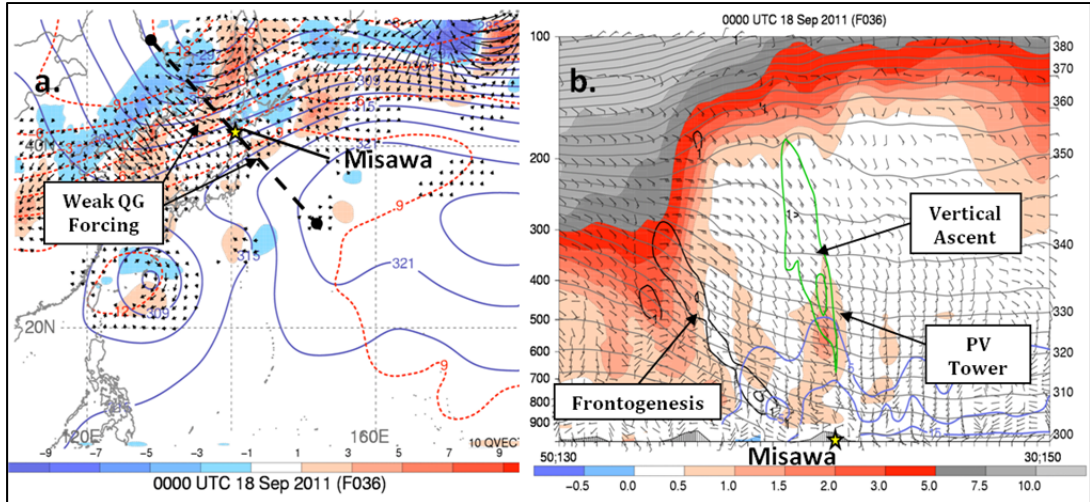 a.
Weak QG
Forcing
Misawa
315
315
321
309
9
9
9
12
40N
20N
120E
160E
10 QVEC
-9 -7 -5 -3 -1 1 3 5 7 9
0000 UTC 18 Sep 2011 (F036)
0000 UTC 18 Sep 2011 (F036)
b.
100
200
300
400
500
600
700
800
900
380
370
360
350
340
330
320
310
300
Vertical
Ascent
PV
Tower
Frontogenesis
Misawa
50;130
30;150
-0.5 0.0 0.5 1.0 1.5 2.0 3.0 5.0 7.5 10.0